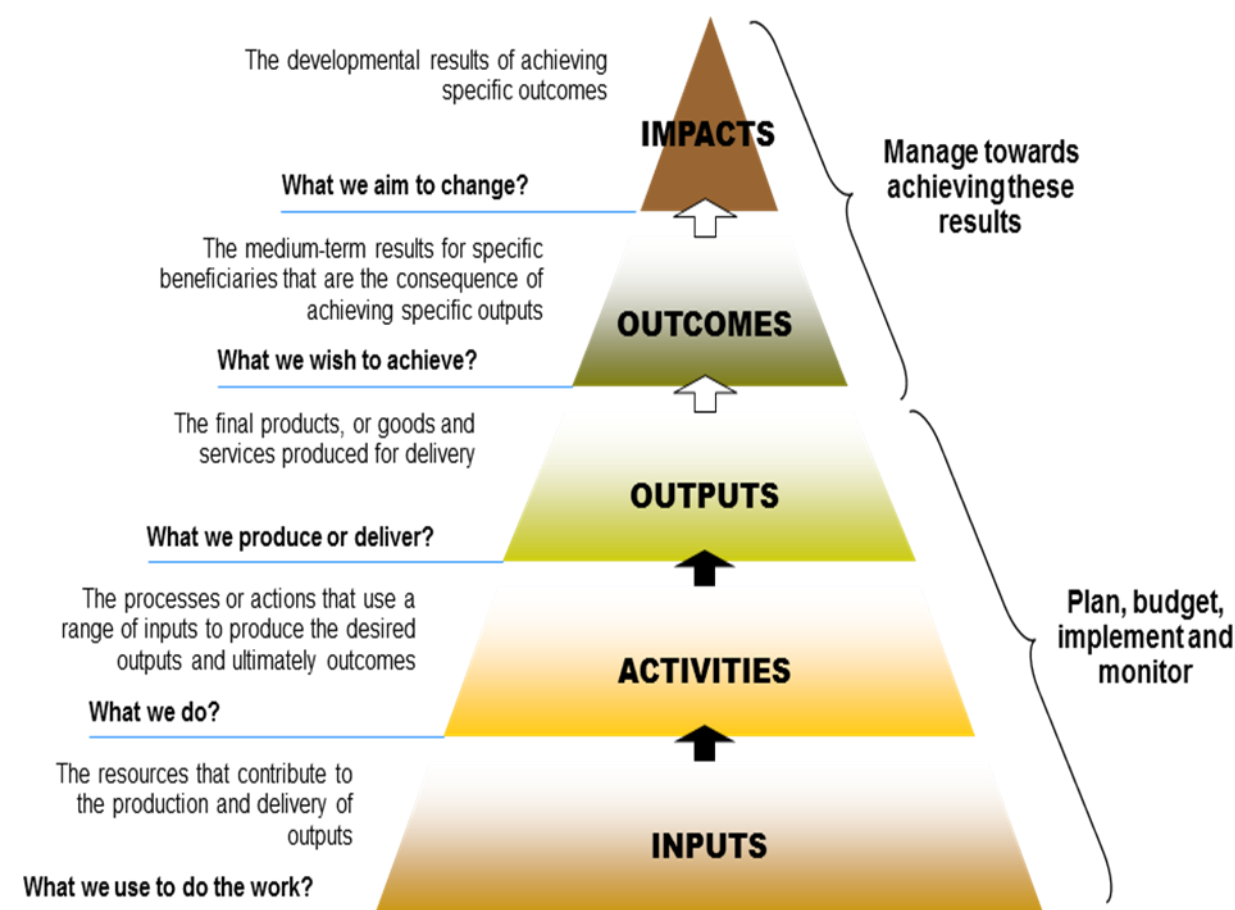 The developmental results of achieving
specific outcomes
IMPACTS
What we aim to change?
Manage towards
achieving these
results
The medium-term results for specific
beneficiaries that are the consequence of
achieving specific outputs
OUTCOMES
What we wish to achieve?
The final products, or goods and
services produced for delivery
OUTPUTS
What we produce or deliver?
The processes or actions that use a
range of inputs to produce the desired
outputs and ultimately outcomes
ACTIVITIES
Plan, budget,
implement and
monitor
What we do?
The resources that contribute to
the production and delivery of
outputs
INPUTS
What we use to do the work?